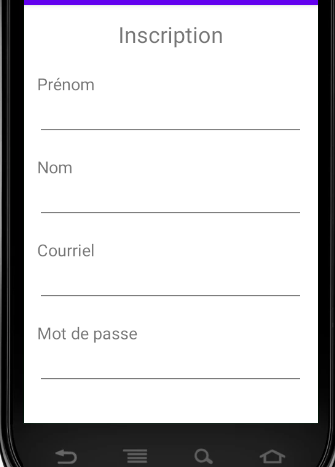 Inscription
Prénom
Nom
Courriel
Mot de passe